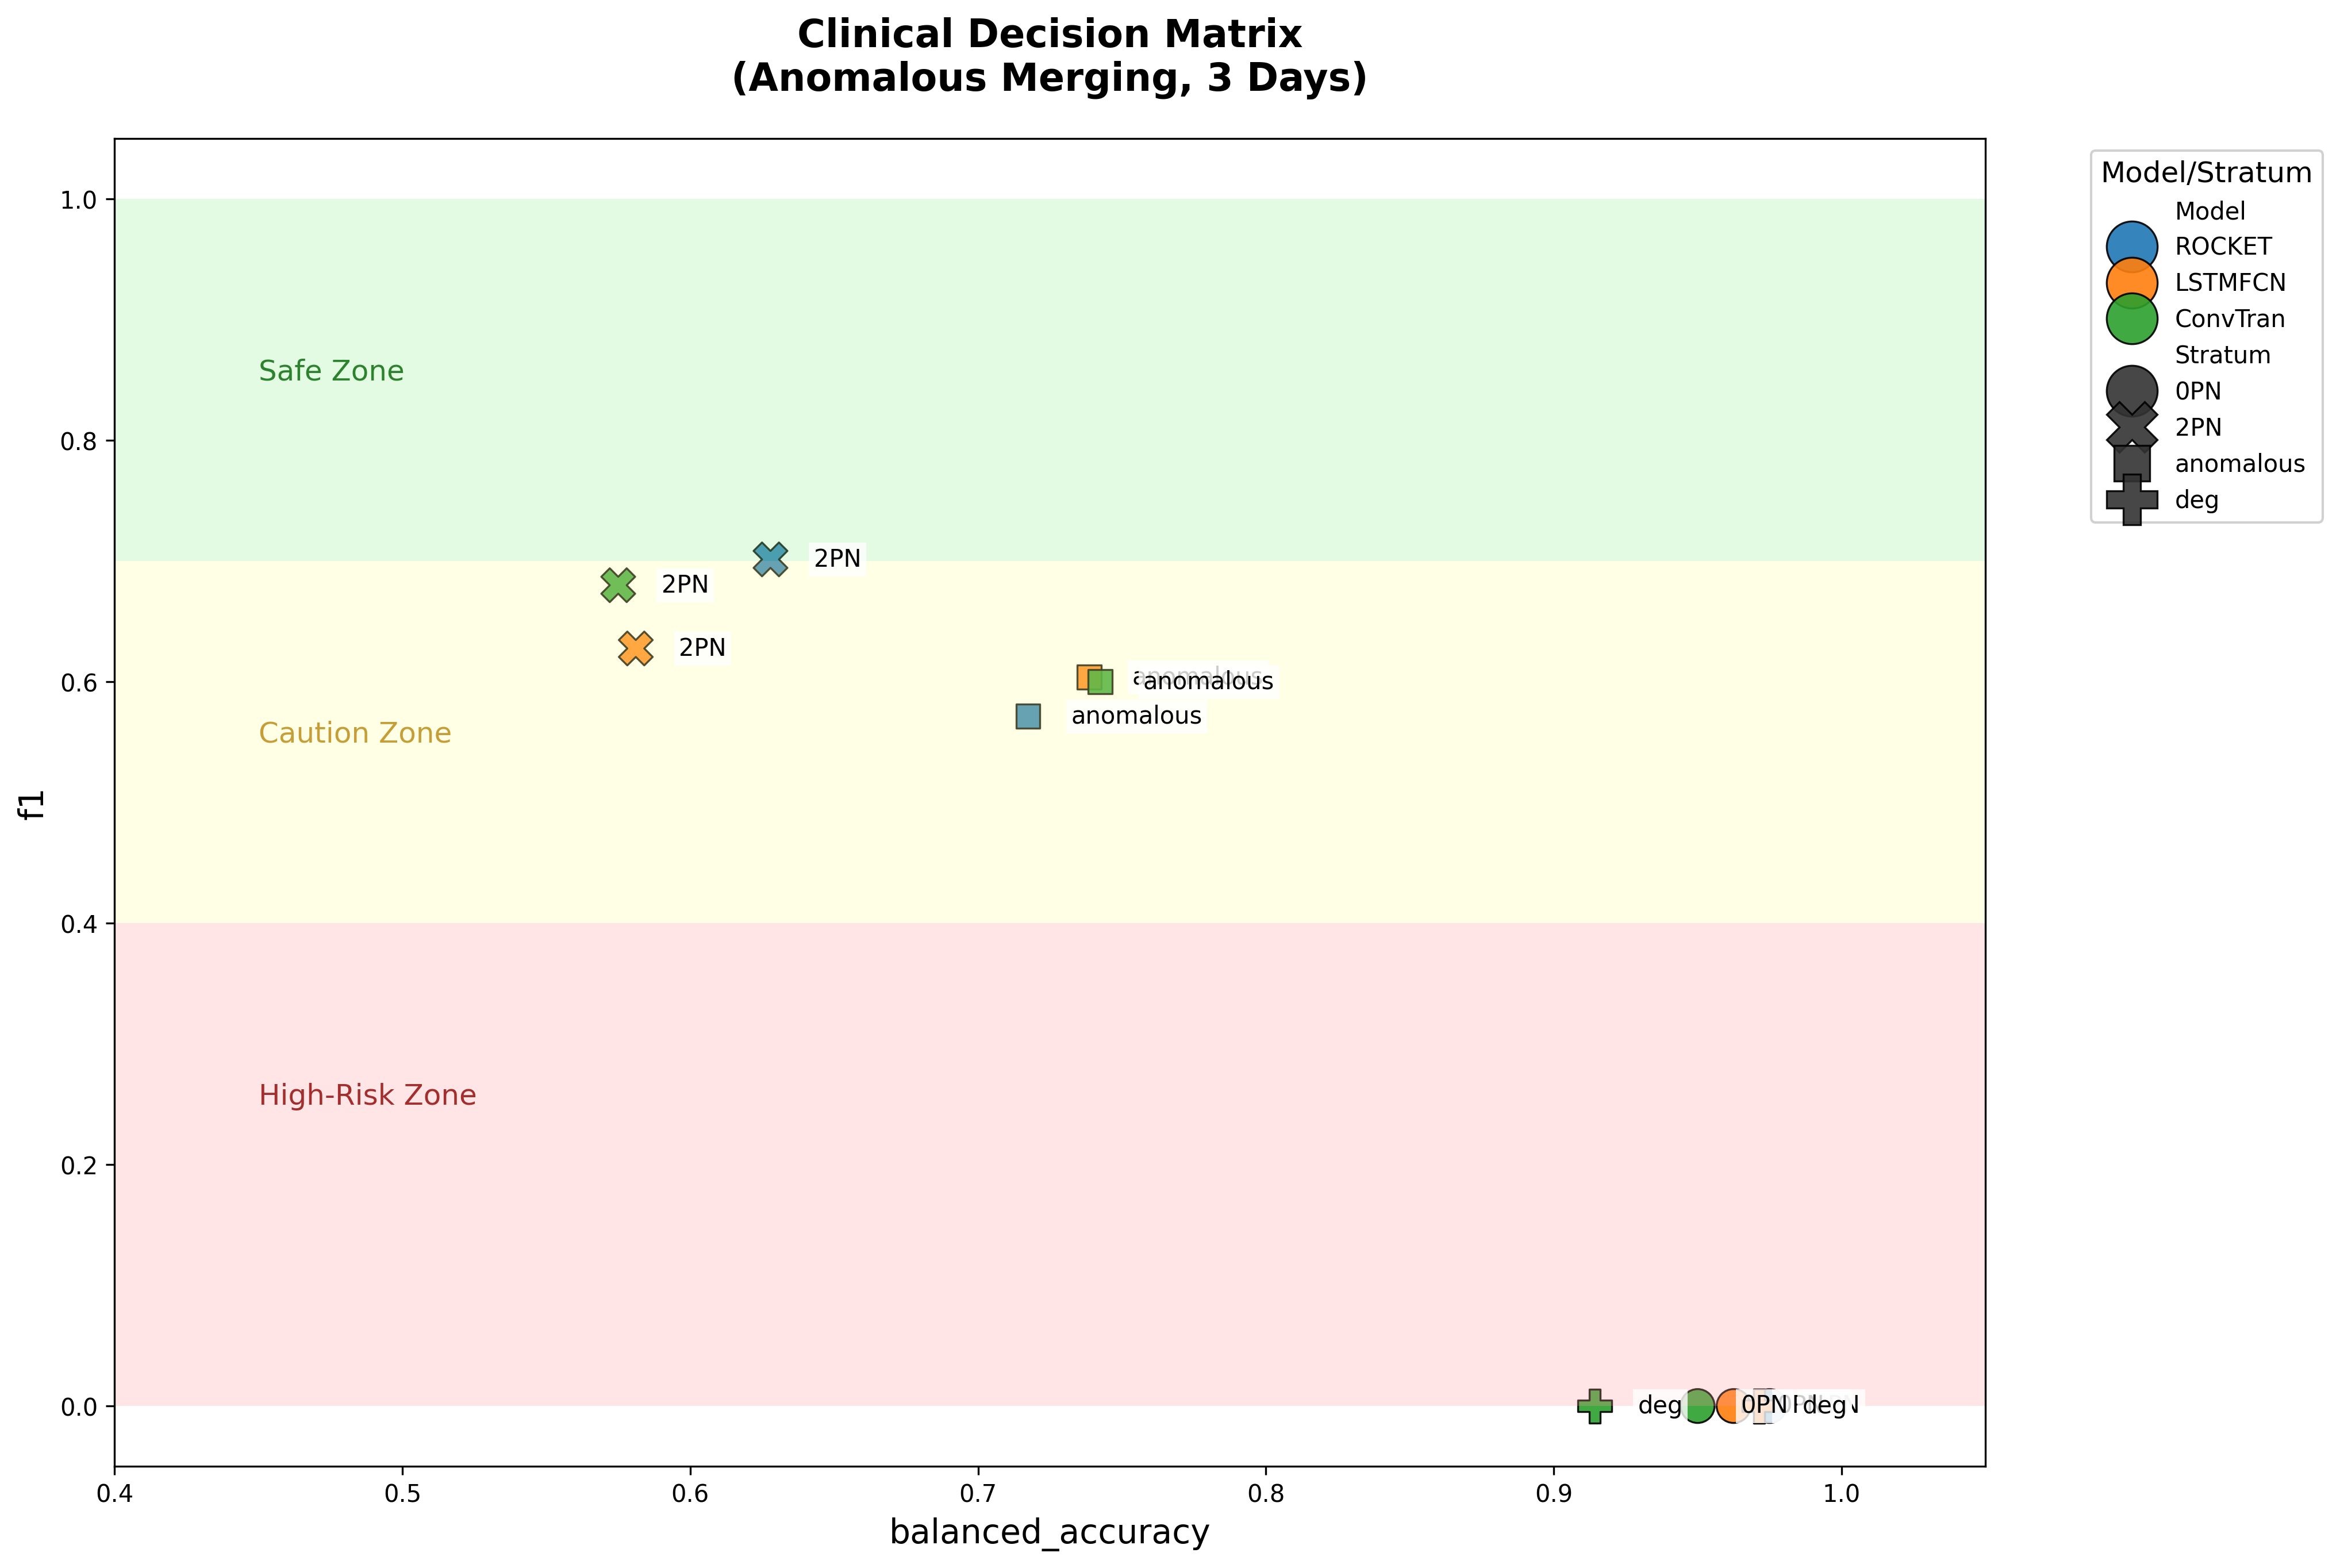 Clinical Decision Matrix
(Anomalous Merging, 3 Days)
Model/Stratum
Model
ROCKET
LSTMFCN
ConvTran
Stratum
0PN
2PN
anomalous
deg
1.0
0.8
0.6
0.4
0.2
0.0
f1
Safe Zone
2PN
2PN
2PN
anomalous
anomalous
anomalous
Caution Zone
High-Risk Zone
deg
0PN
0PN
deg
0.4
0.5
0.6
0.7
0.8
0.9
1.0
balanced_accuracy